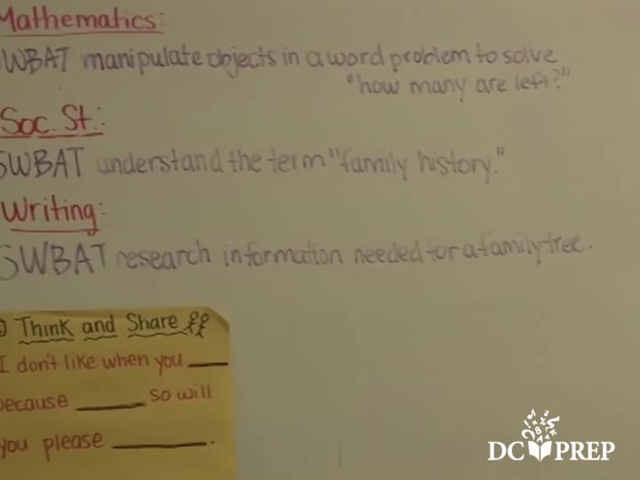 Mathematics:
SWBAT manipulate objects in a word problem to solve
"how many are left?"
Soc. St.:
SWBAT understand the term "family history."
Writing:
SWBAT research information needed for a family tree.
Think and Share
I don't like when you ____
because ____ so will
you please ____.
DC PREP